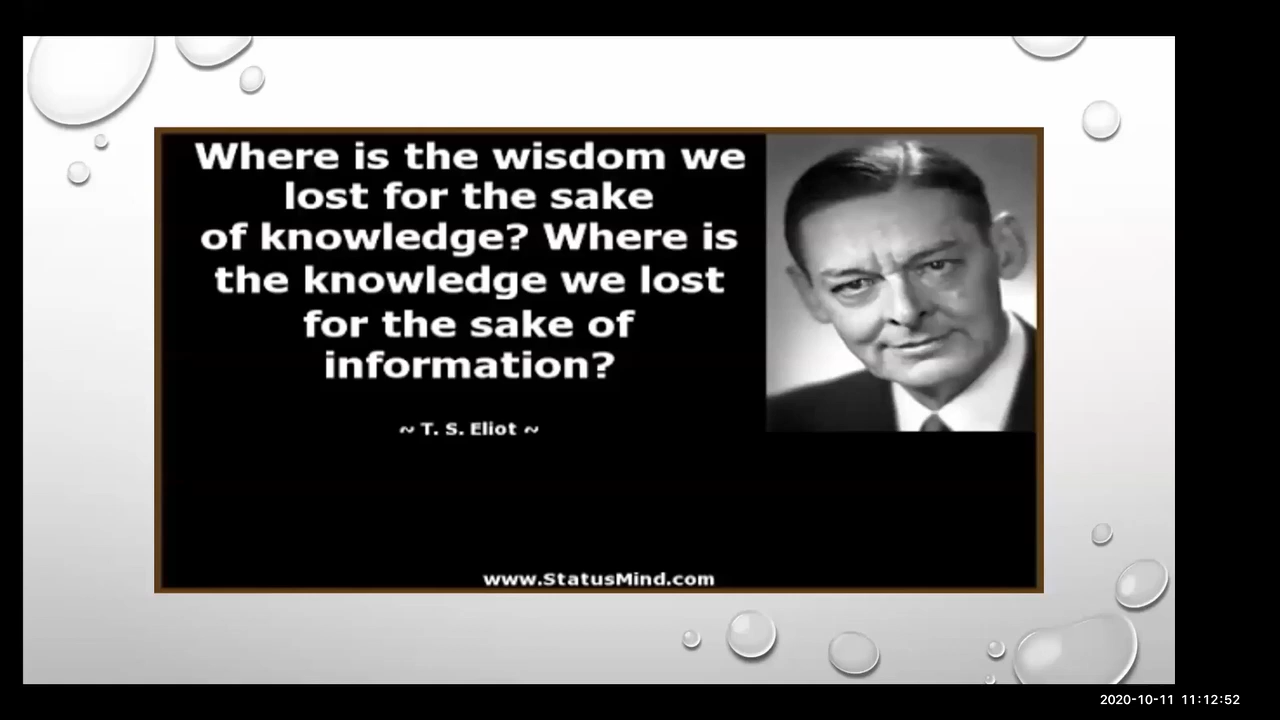 Where is the wisdom we
lost for the sake
of knowledge? Where is
the knowledge we lost
for the sake of
information?
~ T. S. Eliot ~
www.StatusMind.com
2020-10-11 11:12:52